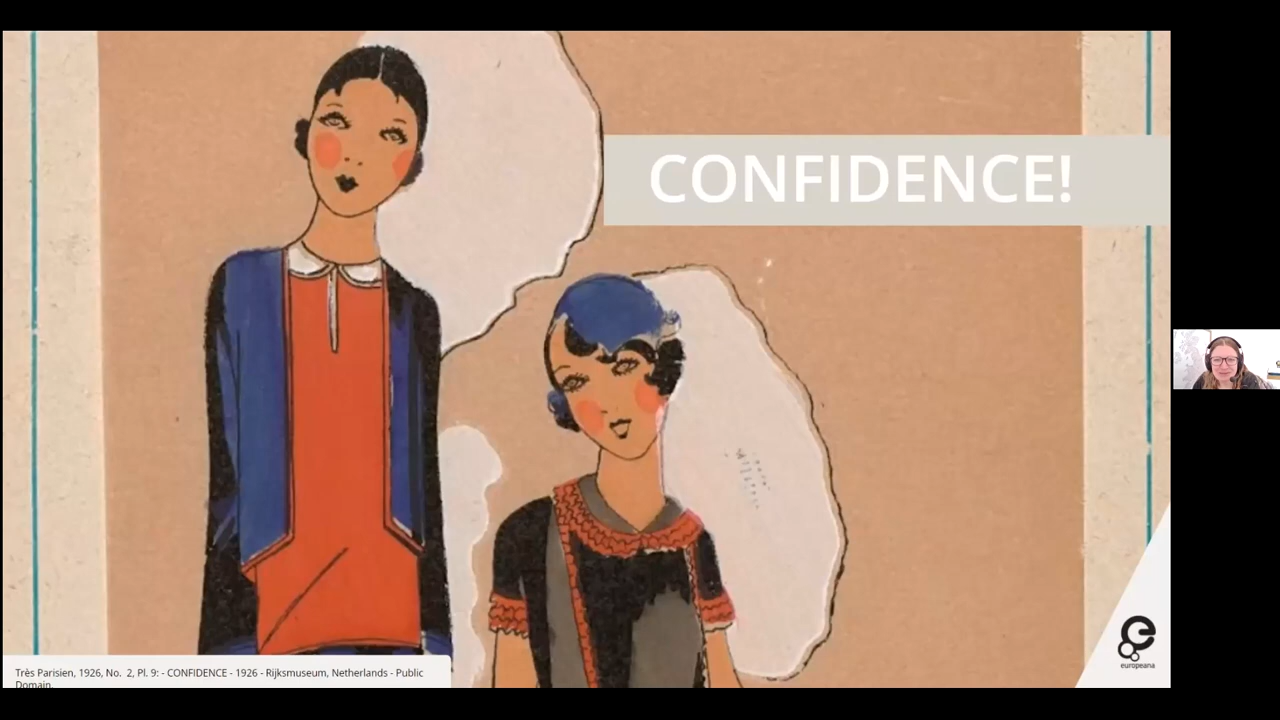 CONFIDENCE!
Très Parisien, 1926, No. 2, Pl. 9: - CONFIDENCE - 1926 - Rijksmuseum, Netherlands - Public
Domain.
europeana